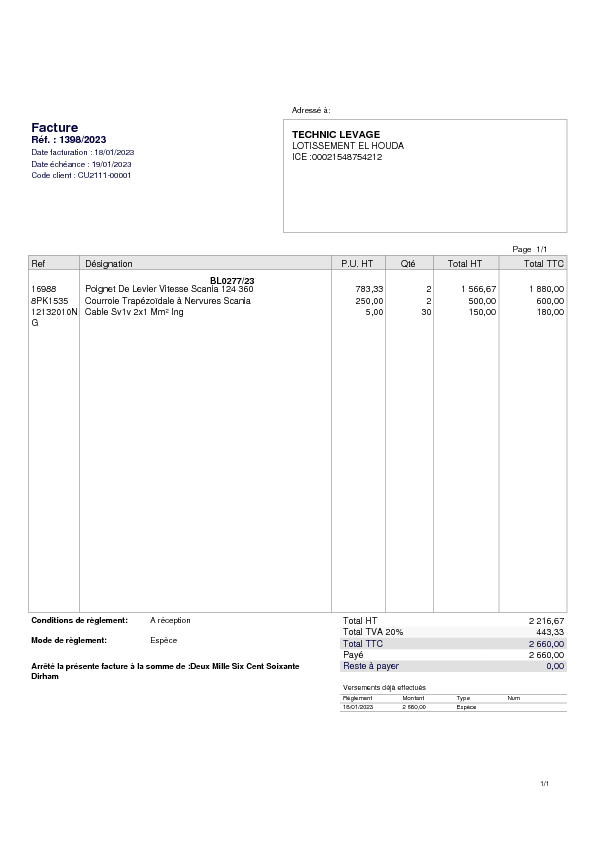 Adressé à:
Facture
Réf. : 1398/2023
Date facturation : 18/01/2023
Date échéance : 19/01/2023
Code client : CU2111-00001
TECHNIC LEVAGE
LOTISSEMENT EL HOUDA
ICE :00021548754212
Page 1/1
Ref Désignation P.U. HT Qté Total HT Total TTC
BL0277/23
16988 Poignet De Levier Vitesse Scania 124 360 783,33 2 1 566,67 1 880,00
8PK1535 Courroie Trapézoïdale à Nervures Scania 250,00 2 500,00 600,00
12132010N Cable Sv1v 2x1 Mm² Ing 5,00 30 150,00 180,00
G
Conditions de règlement: A réception
Mode de règlement: Espèce
Arrêté la présente facture à la somme de :Deux Mille Six Cent Soixante
Dirham
Total HT 2 216,67
Total TVA 20% 443,33
Total TTC 2 660,00
Payé 2 660,00
Reste à payer 0,00
Versements déjà effectués
Règlement Montant Type Num
18/01/2023 2 660,00 Espèce
1/1